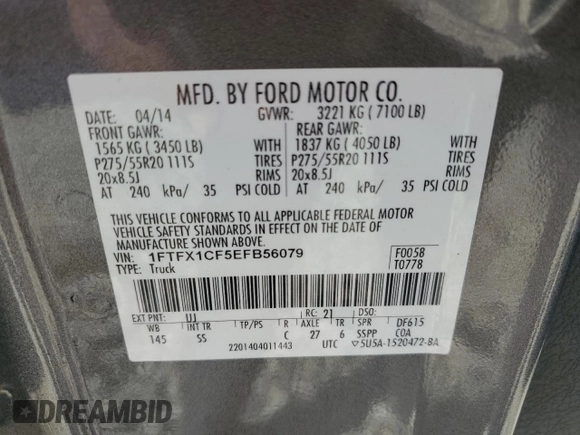 MFD. BY FORD MOTOR CO.
DATE: 04/14 GVWR: 3221 KG ( 7100 LB)
FRONT GAWR: REAR GAWR:
1565 KG ( 3450 LB) WITH 1837 KG ( 4050 LB) WITH
P275/55R20 111S TIRES P275/55R20 111S TIRES
20x8.5J RIMS 20x8.5J RIMS
AT 240 kPa/ 35 PSI COLD AT 240 kPa/ 35 PSI COLD
THIS VEHICLE CONFORMS TO ALL APPLICABLE FEDERAL MOTOR
VEHICLE SAFETY STANDARDS IN EFFECT ON THE DATE OF MANUFACTURE
SHOWN ABOVE.
VIN: 1FTFX1CF5EFB56079 F0058
TYPE: Truck T0778
EXT PNT: UJ RC: 21 DSO:
WB INT TR TP/PS R AXLE TR SPR DF615
145 SS C 27 6 SSPP COA
2201404011443 UTC ▽5U5A-1520472-BA
DREAMBID
dreambid.com